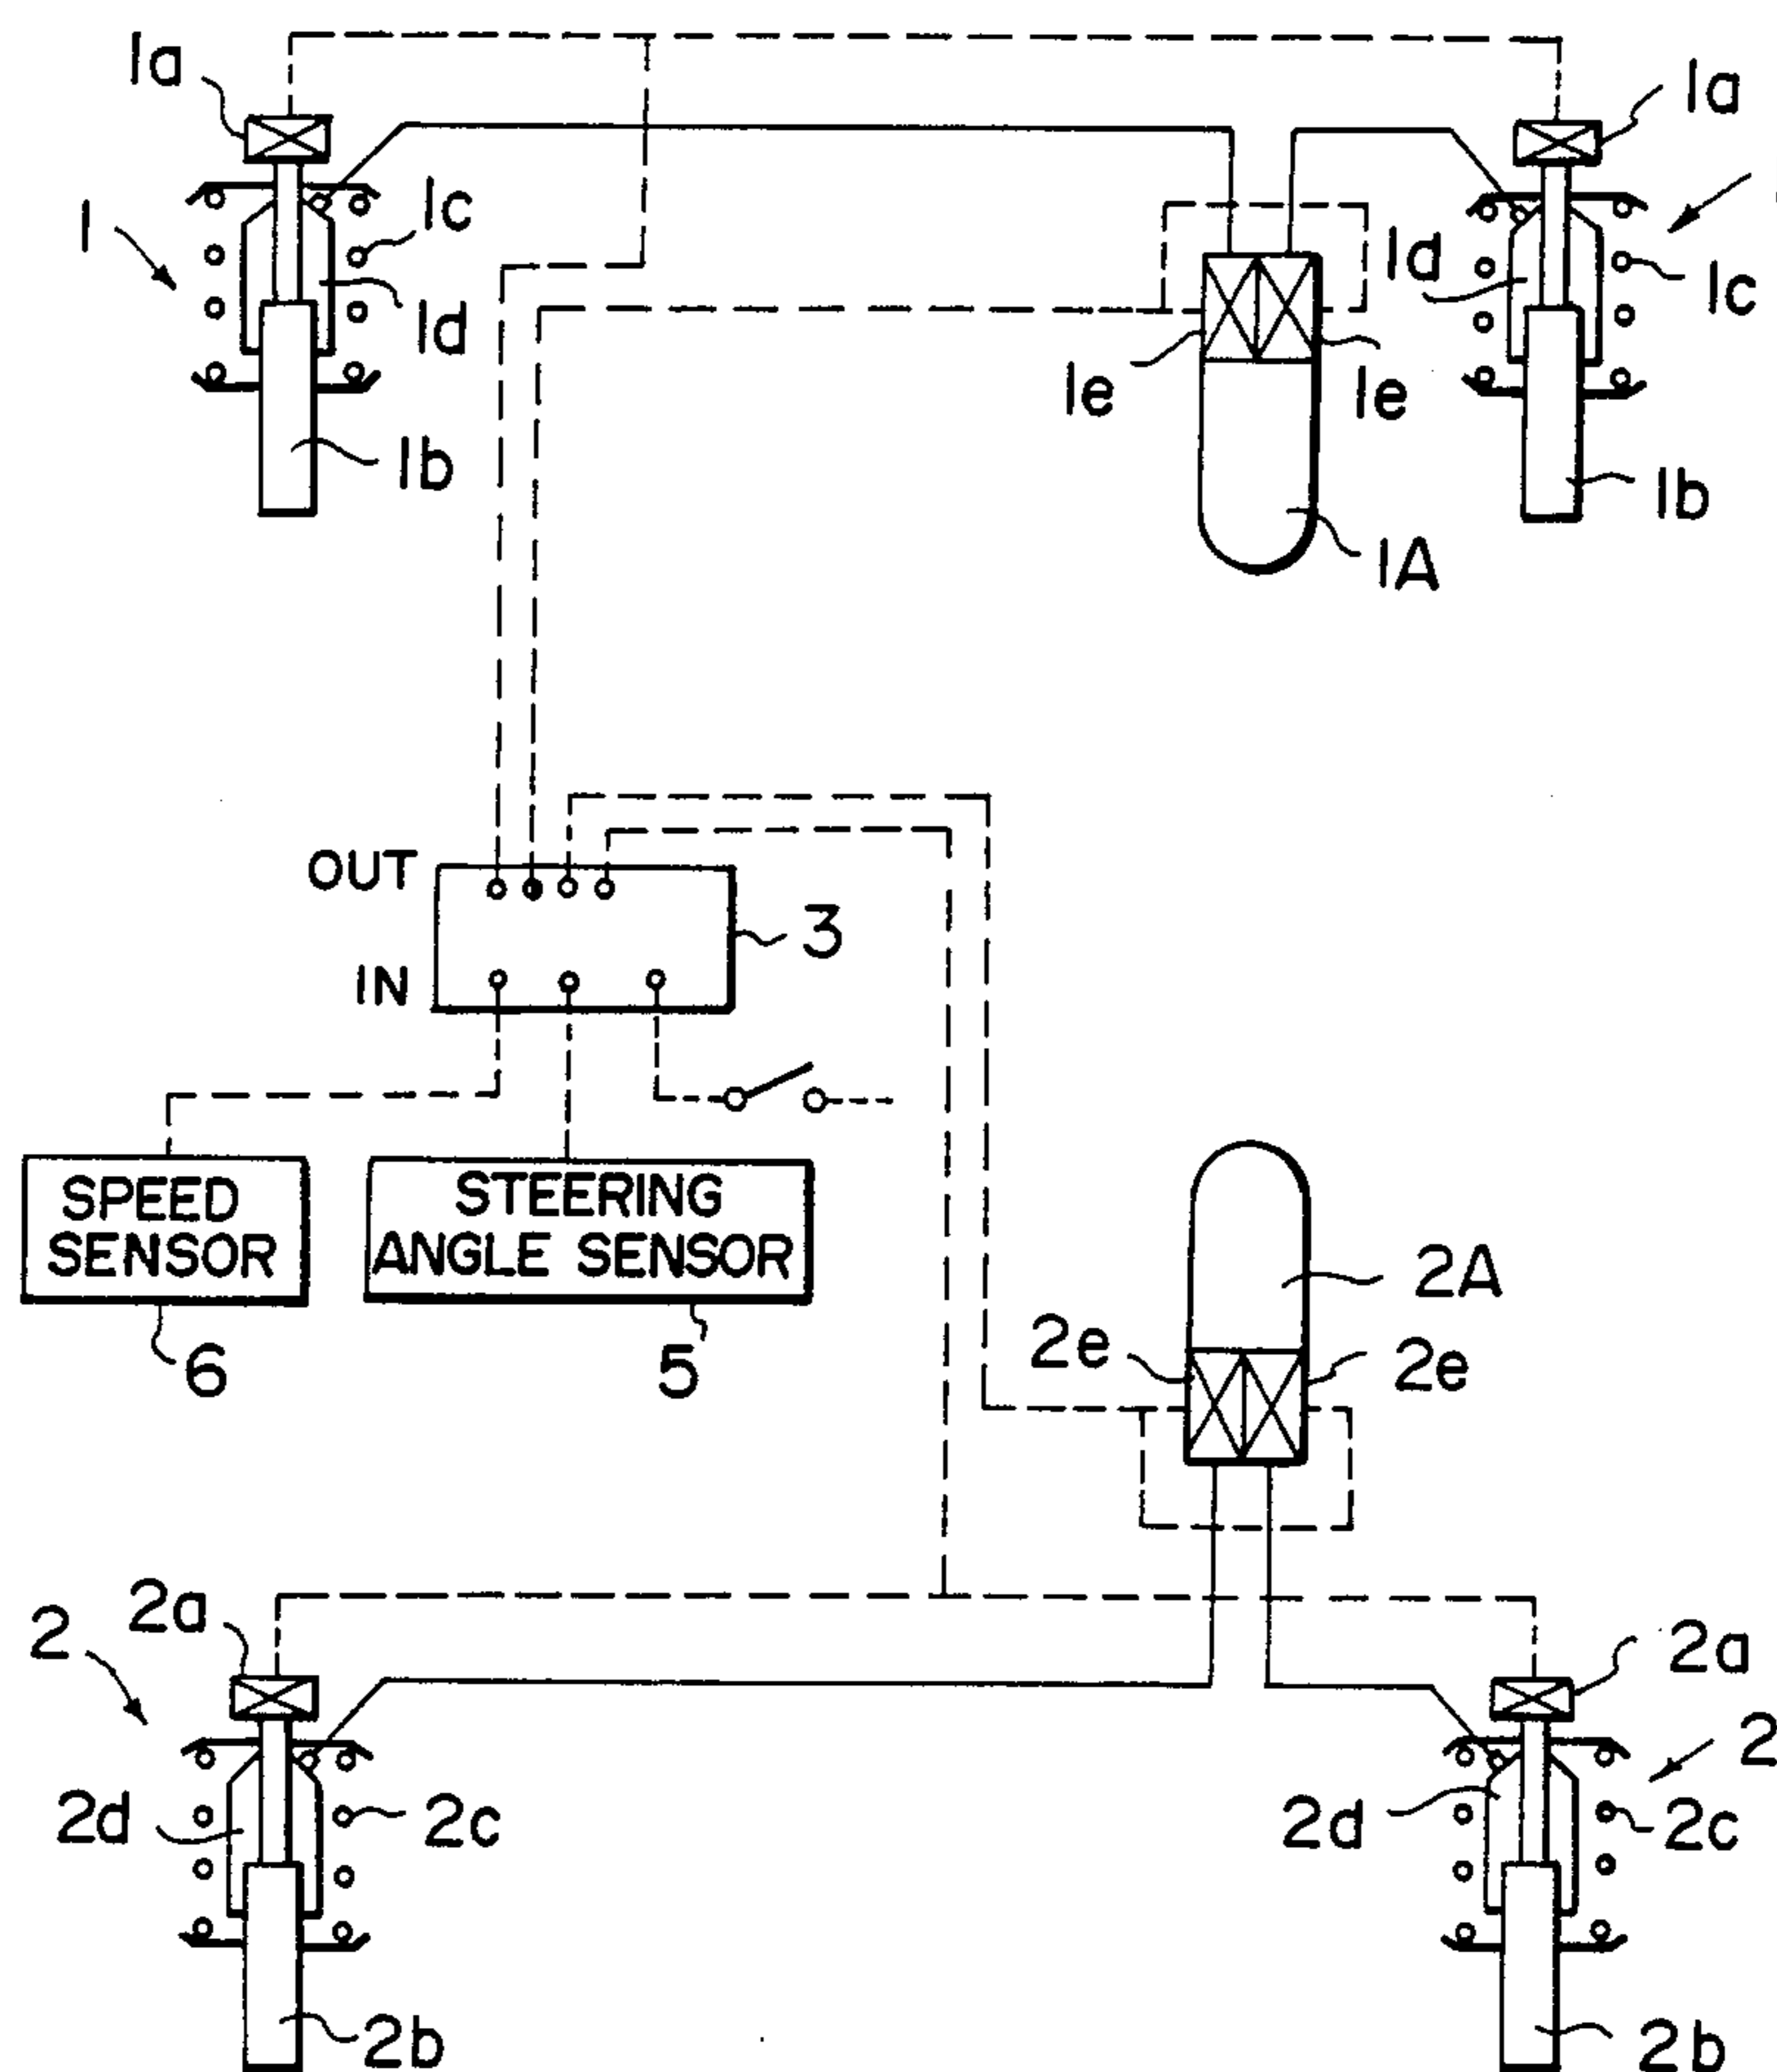 1a
1a
1
1c
1d
1c
1d
1e
1e
1b
1b
1A
OUT
3
IN
SPEED
SENSOR
STEERING
ANGLE SENSOR
6
5
2A
2e
2e
2
2a
2a
2
2d
2c
2d
2c
2b
2b